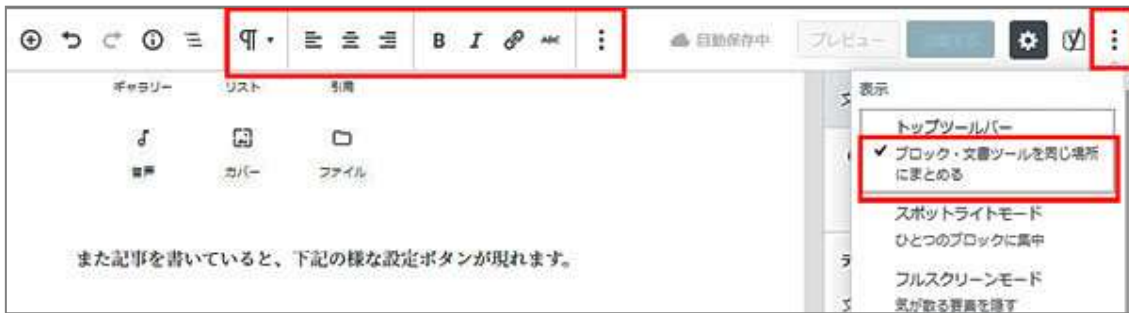 B I ABC
自動保存中
プレビュー
ギャラリー リスト 引用
音声 カバー ファイル
また記事を書いていると、下記の様な設定ボタンが現れます。
表示
トップツールバー
✔ ブロック・文書ツールを同じ場所
にまとめる
スポットライトモード
ひとつのブロックに集中
フルスクリーンモード
気が散る要素を隠す